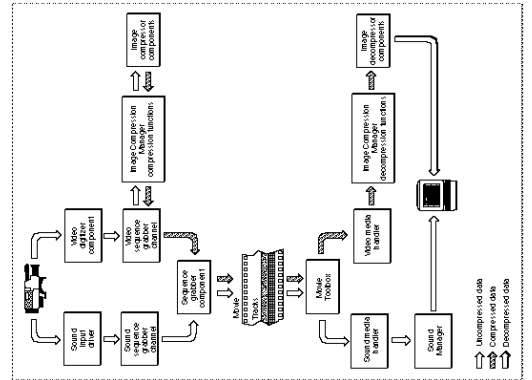 Sound
input
driver
Video
digitizer
component
Sound
sequence
grabber
channel
Video
sequence
grabber
channel
Image Compression
Manager
compression functions
Image
compressor
components
Sequence
grabber
component
Movie
Tracks
Movie
Toolbox
Sound media
handler
Video media
handler
Image Compression
Manager
decompression functions
Image
decompressor
components
Sound
Manager
Uncompressed data
Compressed data
Decompressed data